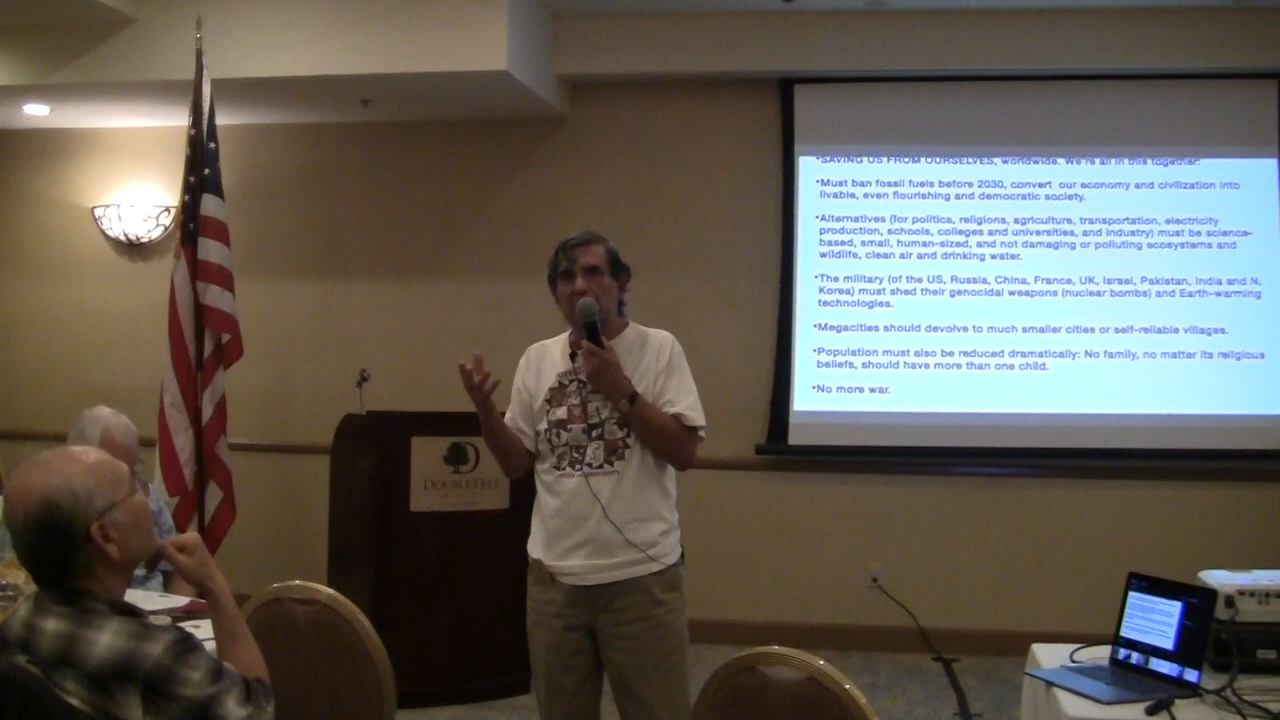 •SAVING US FROM OURSELVES, worldwide. We're all in this together.
•Must ban fossil fuels before 2030, convert our economy and civilization into
livable, even flourishing and democratic society.
•Alternatives (for politics, religions, agriculture, transportation, electricity
production, schools, colleges and universities, and industry) must be science-
based, small, human-sized, and not damaging or polluting ecosystems and
wildlife, clean air and drinking water.
•The military (of the US, Russia, China, France, UK, Israel, Pakistan, India and N.
Korea) must shed their genocidal weapons (nuclear bombs) and Earth-warming
technologies.
•Megacities should devolve to much smaller cities or self-reliable villages.
•Population must also be reduced dramatically: No family, no matter its religious
beliefs, should have more than one child.
•No more war.
D
DOUBLETREE